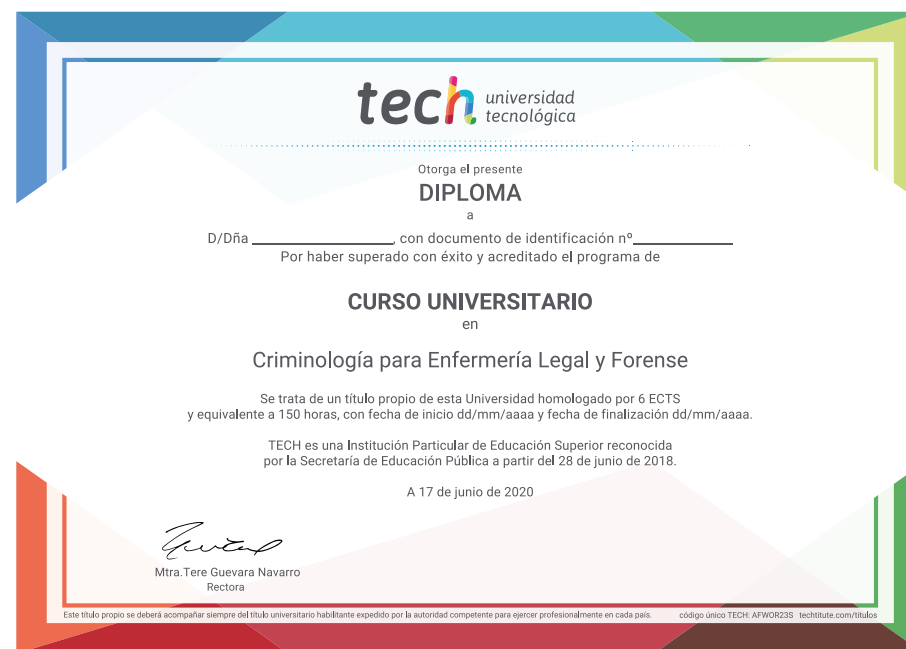 tech universidad
tecnológica
Otorga el presente
DIPLOMA
a
D/Dña ____________________, con documento de identificación nº______________
Por haber superado con éxito y acreditado el programa de
CURSO UNIVERSITARIO
en
Criminología para Enfermería Legal y Forense
Se trata de un título propio de esta Universidad homologado por 6 ECTS
y equivalente a 150 horas, con fecha de inicio dd/mm/aaaa y fecha de finalización dd/mm/aaaa.
TECH es una Institución Particular de Educación Superior reconocida
por la Secretaría de Educación Pública a partir del 28 de junio de 2018.
A 17 de junio de 2020
Mtra.Tere Guevara Navarro
Rectora
Este título propio se deberá acompañar siempre del título universitario habilitante expedido por la autoridad competente para ejercer profesionalmente en cada país. código único TECH: AFWOR23S techtitute.com/titulos